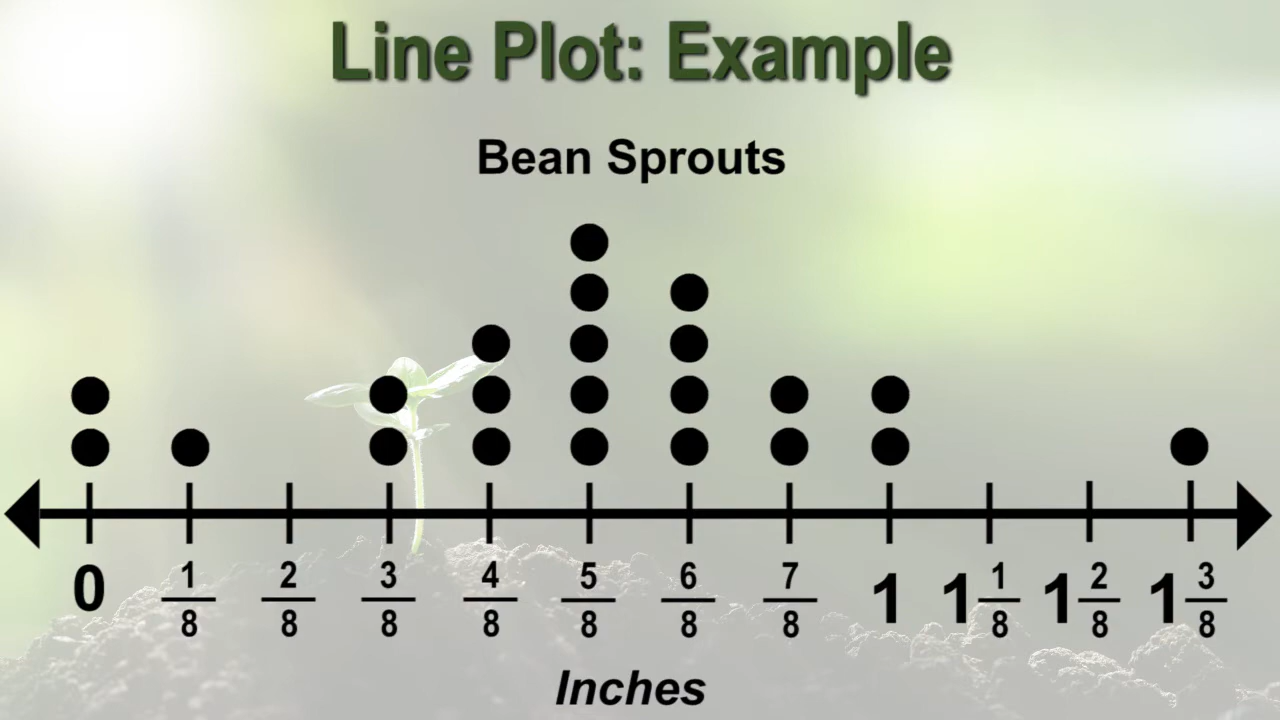 Line Plot: Example
Bean Sprouts
0 1/8 2/8 3/8 4/8 5/8 6/8 7/8 1 1 1/8 1 2/8 1 3/8
Inches